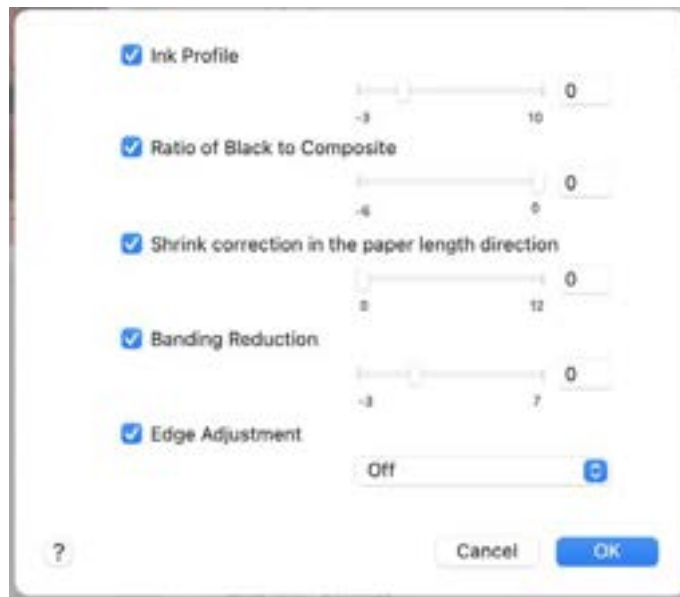 Ink Profile
0
-3 10
Ratio of Black to Composite
0
-6 0
Shrink correction in the paper length direction
0
0 12
Banding Reduction
0
-3 7
Edge Adjustment
Off
? Cancel OK